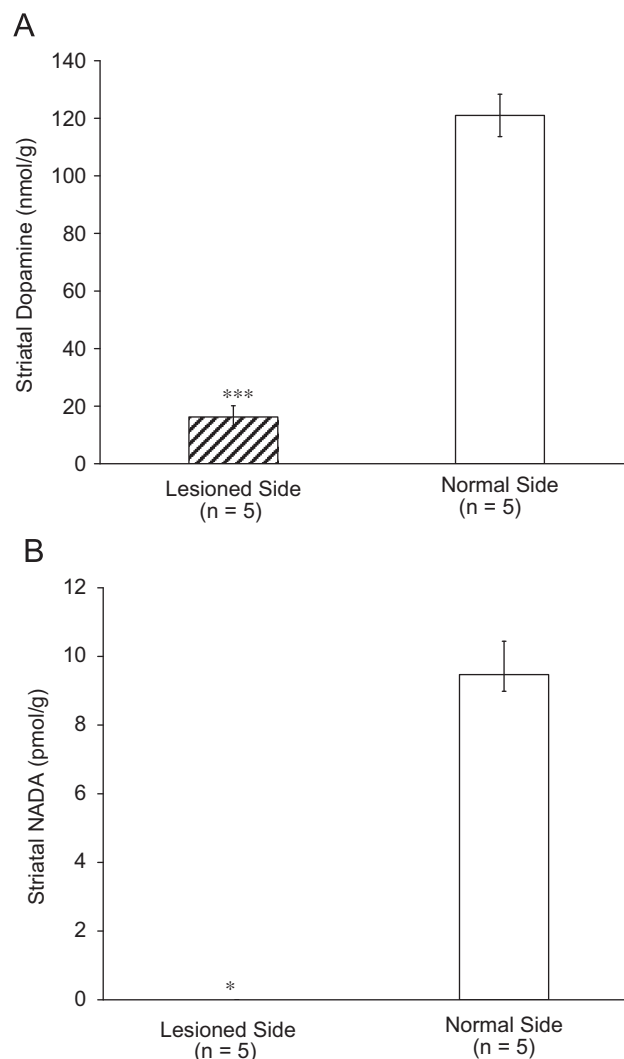 A
Striatal Dopamine (nmol/g)
140
120
100
80
60
40
20
0
***
Lesioned Side
(n = 5)
Normal Side
(n = 5)
B
Striatal NADA (pmol/g)
12
10
8
6
4
2
0
*
Lesioned Side
(n = 5)
Normal Side
(n = 5)